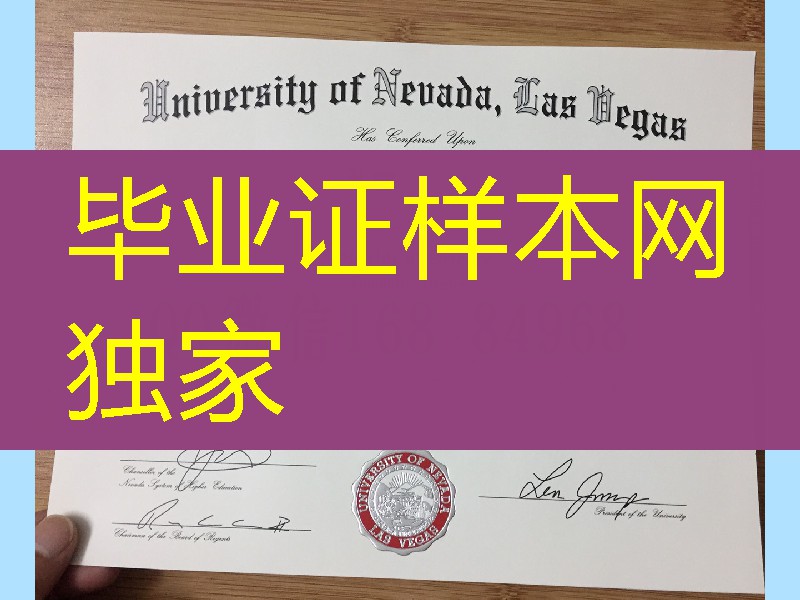 University of Nevada, Las Vegas
Has Conferred Upon
毕业证样本网
独家
Chancellor of the
Nevada System of Higher Education
Chairman of the Board of Regents
UNIVERSITY OF NEVADA
LAS VEGAS
President of the University